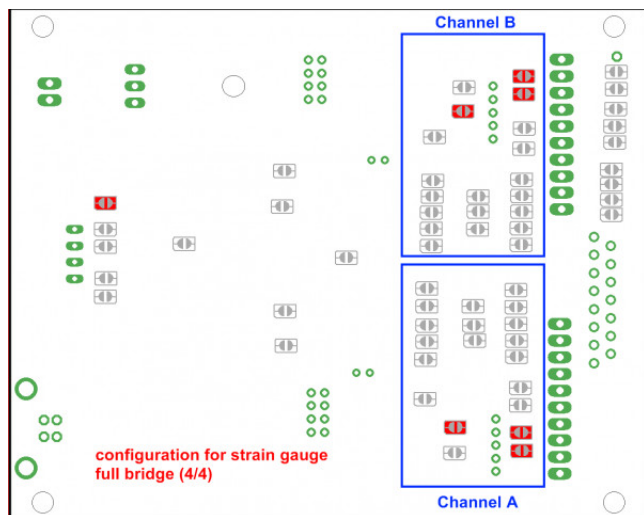 Channel B
configuration for strain gauge
full bridge (4/4)
Channel A